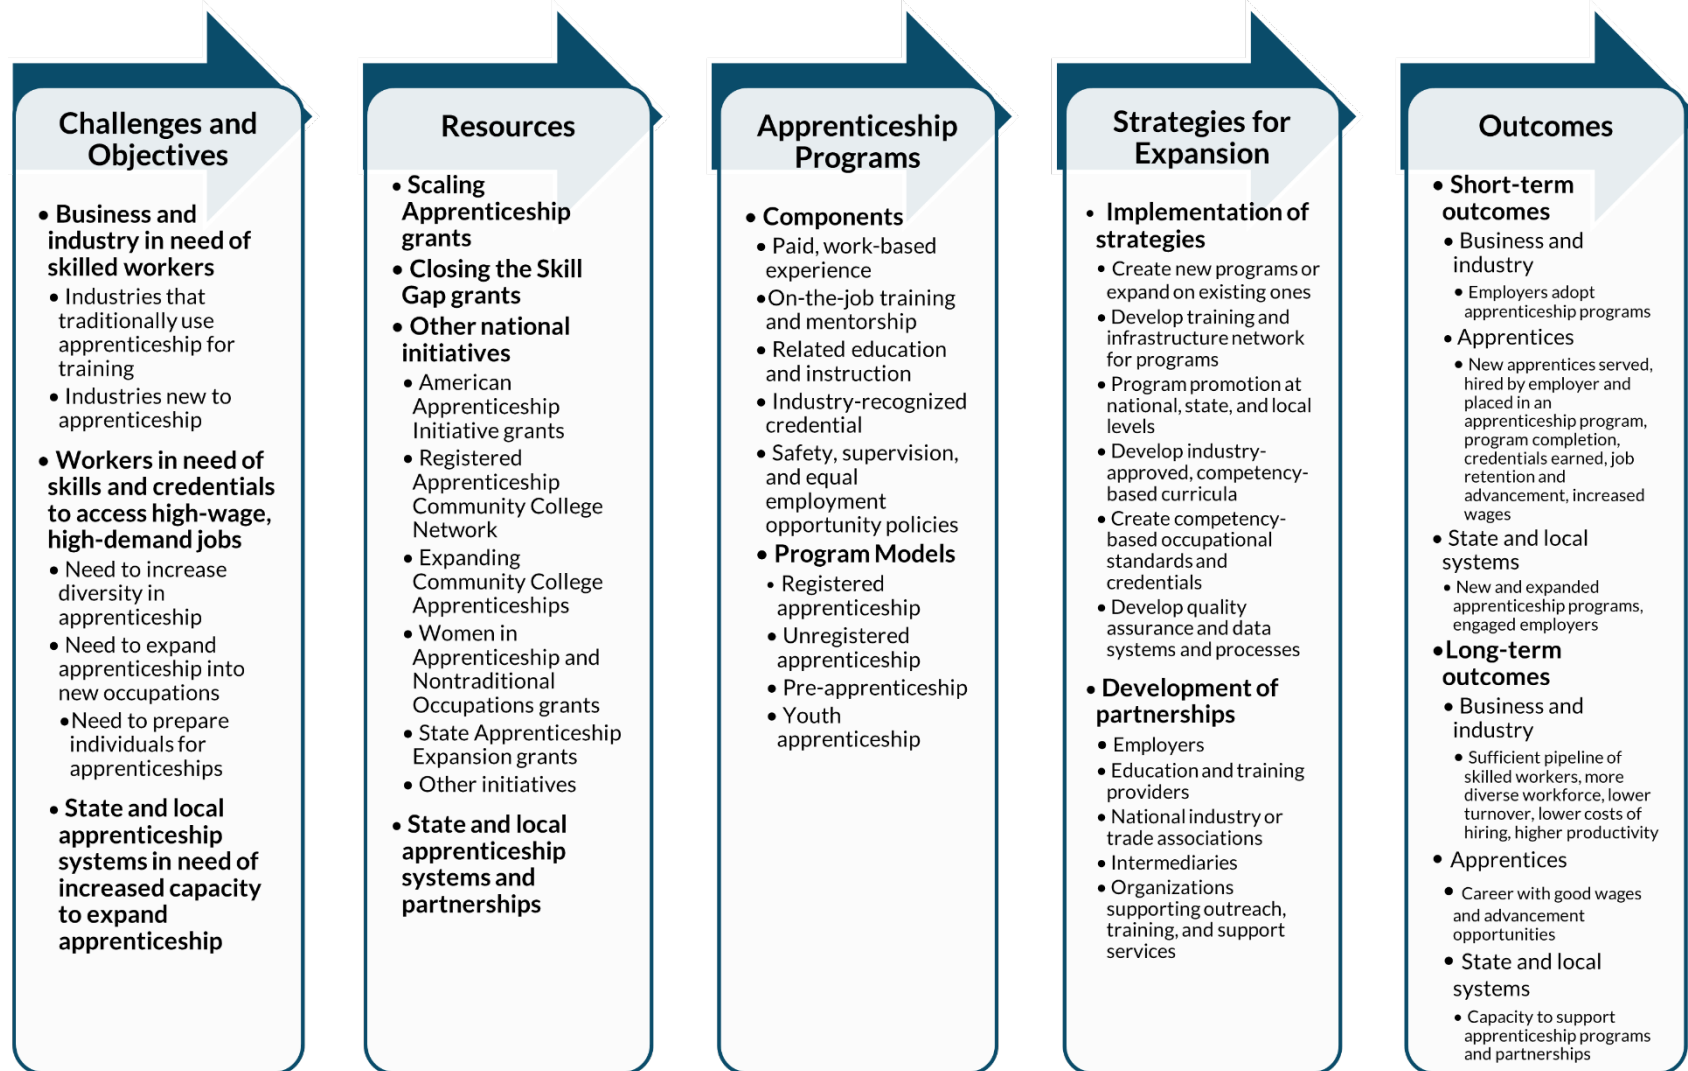 Challenges and
Objectives
• Business and
industry in need of
skilled workers
• Industries that
traditionally use
apprenticeship for
training
• Industries new to
apprenticeship
• Workers in need of
skills and credentials
to access high-wage,
high-demand jobs
• Need to increase
diversity in
apprenticeship
• Need to expand
apprenticeship into
new occupations
•Need to prepare
individuals for
apprenticeships
• State and local
apprenticeship
systems in need of
increased capacity
to expand
apprenticeship
Resources
• Scaling
Apprenticeship
grants
• Closing the Skill
Gap grants
• Other national
initiatives
• American
Apprenticeship
Initiative grants
• Registered
Apprenticeship
Community College
Network
• Expanding
Community College
Apprenticeships
• Women in
Apprenticeship and
Nontraditional
Occupations grants
• State Apprenticeship
Expansion grants
• Other initiatives
• State and local
apprenticeship
systems and
partnerships
Apprenticeship
Programs
• Components
• Paid, work-based
experience
•On-the-job training
and mentorship
• Related education
and instruction
• Industry-recognized
credential
• Safety, supervision,
and equal
employment
opportunity policies
• Program Models
• Registered
apprenticeship
• Unregistered
apprenticeship
• Pre-apprenticeship
• Youth
apprenticeship
Strategies for
Expansion
• Implementation of
strategies
• Create new programs or
expand on existing ones
• Develop training and
infrastructure network
for programs
• Program promotion at
national, state, and local
levels
• Develop industry-
approved, competency-
based curricula
• Create competency-
based occupational
standards and
credentials
• Develop quality
assurance and data
systems and processes
• Development of
partnerships
• Employers
• Education and training
providers
• National industry or
trade associations
• Intermediaries
• Organizations
supporting outreach,
training, and support
services
Outcomes
• Short-term
outcomes
• Business and
industry
• Employers adopt
apprenticeship programs
• Apprentices
• New apprentices served,
hired by employer and
placed in an
apprenticeship program,
program completion,
credentials earned, job
retention and
advancement, increased
wages
• State and local
systems
• New and expanded
apprenticeship programs,
engaged employers
•Long-term
outcomes
• Business and
industry
• Sufficient pipeline of
skilled workers, more
diverse workforce, lower
turnover, lower costs of
hiring, higher productivity
• Apprentices
• Career with good wages
and advancement
opportunities
• State and local
systems
• Capacity to support
apprenticeship programs
and partnerships